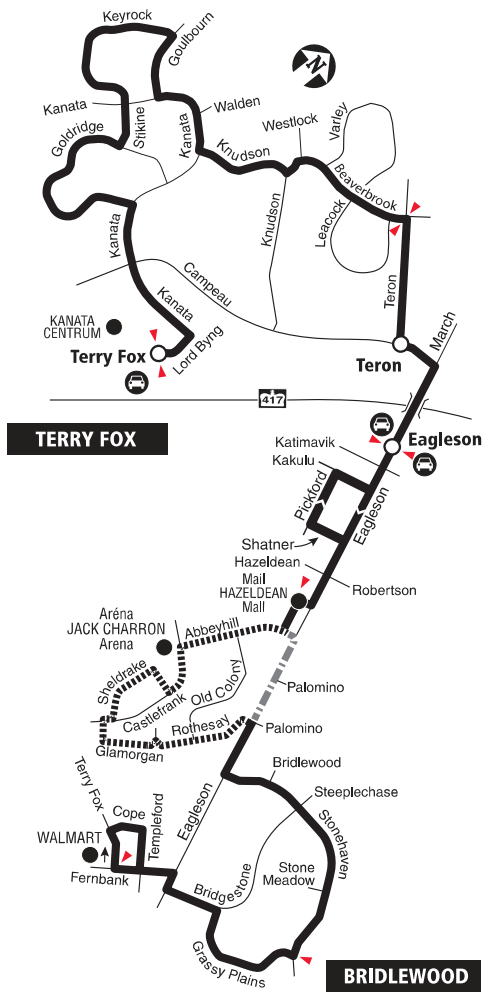 Keyrock
Goulbourn
N
Kanata
Stikine
Walden
Goldridge
Kanata
Knudson
Westlock
Varley
Beaverbrook
Leacock
Knudson
Kanata
Campeau
Teron
Kanata
KANATA
CENTRUM
Terry Fox
Lord Byng
March
Teron
417
TERRY FOX
Katimavik
Eagleson
Kakulu
Pickford
Eagleson
Shatner
Hazeldean
Mail
HAZELDEAN
Mall
Robertson
Aréna
JACK CHARRON
Arena
Abbeyhill
Sheldrake
Old Colony
Palomino
Castlefrank
Rothesay
Palomino
Glamorgan
Bridlewood
Terry Fox
Eagleson
Steeplechase
Cope
Templeford
Stonehaven
WALMART
Fernbank
Stone
Meadow
Bridgestone
Grassy Plains
BRIDLEWOOD